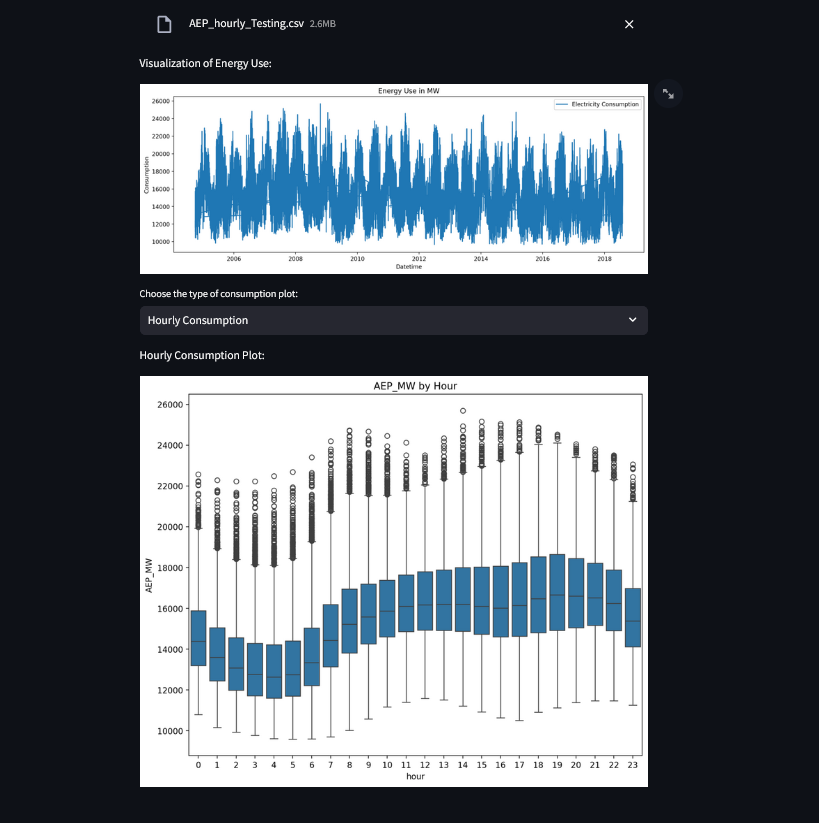 AEP_hourly_Testing.csv 2.6MB
Visualization of Energy Use:
Energy Use in MW
Electricity Consumption
26000
24000
22000
20000
18000
16000
14000
12000
10000
Consumption
2006 2008 2010 2012 2014 2016 2018
Datetime
Choose the type of consumption plot:
Hourly Consumption
Hourly Consumption Plot:
AEP_MW by Hour
26000
24000
22000
20000
18000
16000
14000
12000
10000
AEP_MW
0 1 2 3 4 5 6 7 8 9 10 11 12 13 14 15 16 17 18 19 20 21 22 23
hour